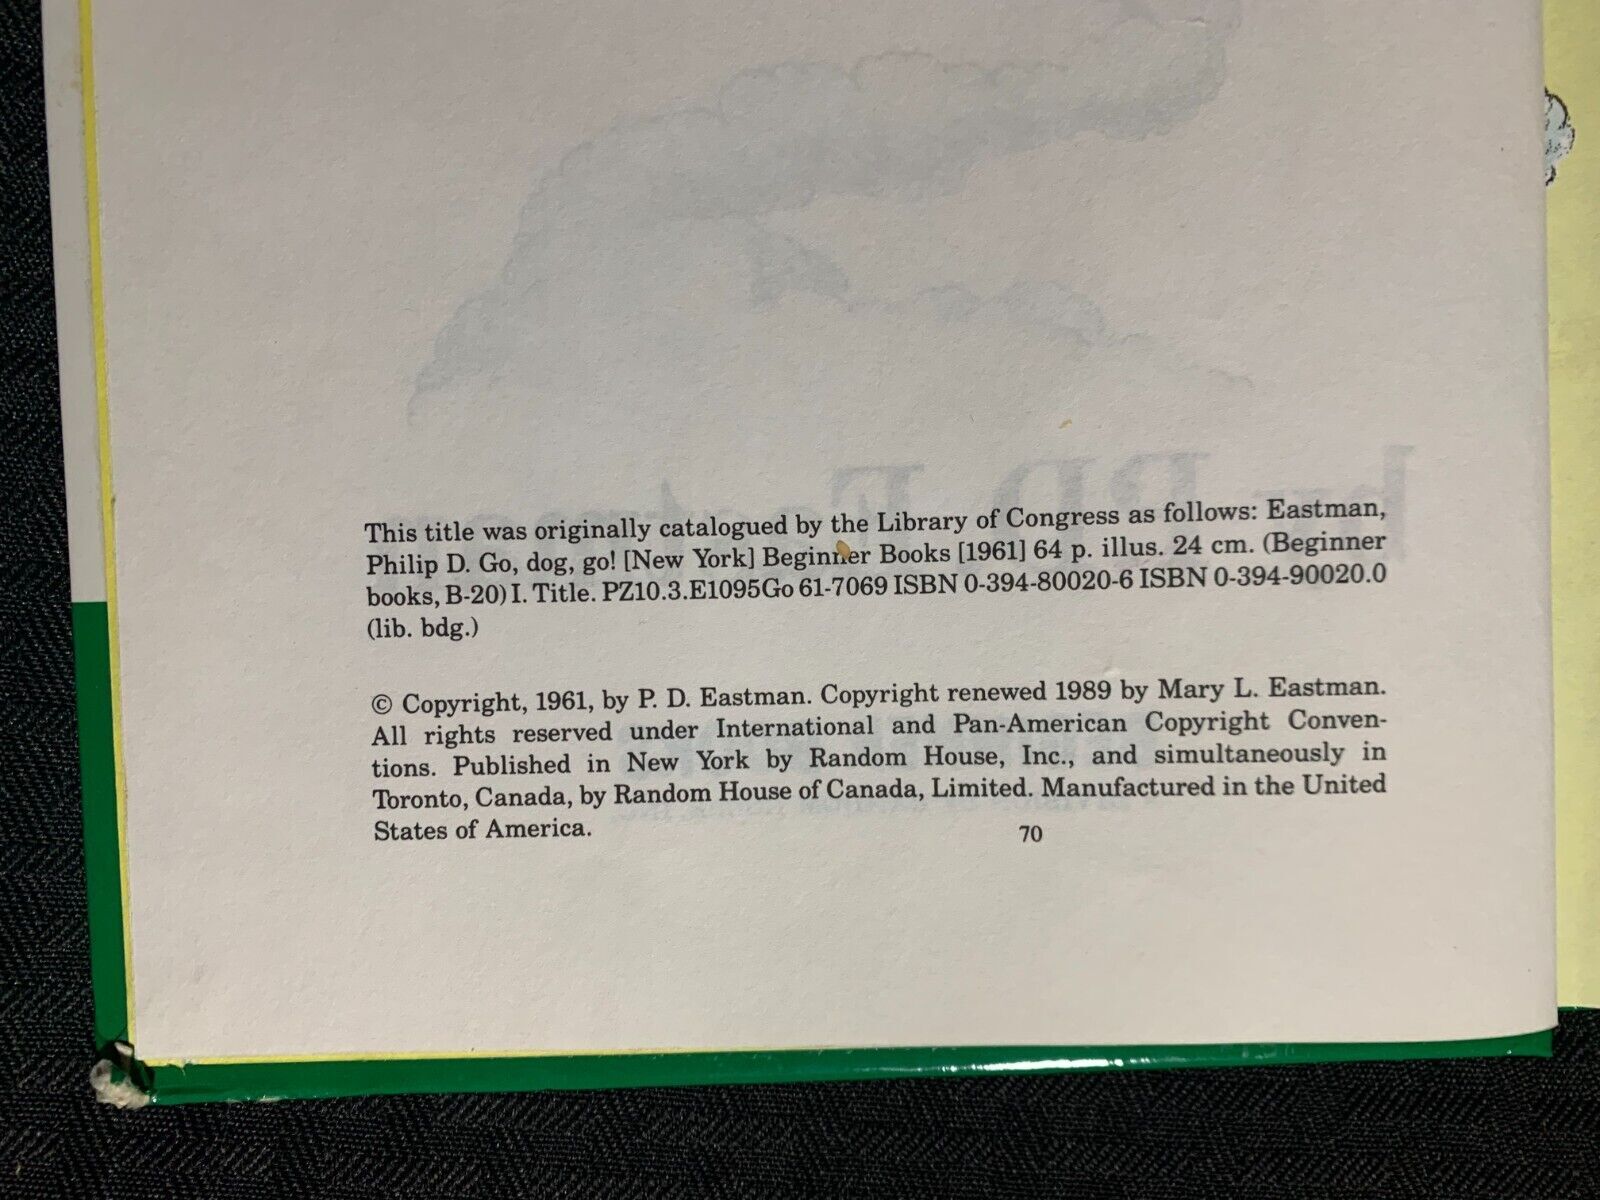 This title was originally catalogued by the Library of Congress as follows: Eastman,
Philip D. Go, dog, go! [New York] Beginner Books [1961] 64 p. illus. 24 cm. (Beginner
books, B-20) I. Title. PZ10.3.E1095Go 61-7069 ISBN 0-394-80020-6 ISBN 0-394-90020.0
(lib. bdg.)
© Copyright, 1961, by P. D. Eastman. Copyright renewed 1989 by Mary L. Eastman.
All rights reserved under International and Pan-American Copyright Conven-
tions. Published in New York by Random House, Inc., and simultaneously in
Toronto, Canada, by Random House of Canada, Limited. Manufactured in the United
States of America. 70